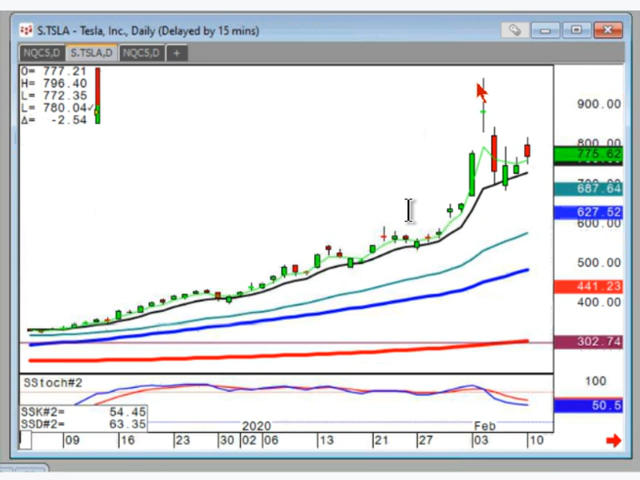 S.TSLA - Tesla, Inc., Daily (Delayed by 15 mins)
NQC5,D S.TSLA,D NQC5,D +
O= 777.21
H= 796.40
L= 772.35
L= 780.04✓
Δ= -2.54
900.00
800.00
775.62
687.64
627.52
600.00
500.00
441.23
400.00
302.74
SStoch#2
100
50.5
SSK#2= 54.45
SSD#2= 63.35
2020 Feb
09 16 23 30 02 06 13 21 27 03 10